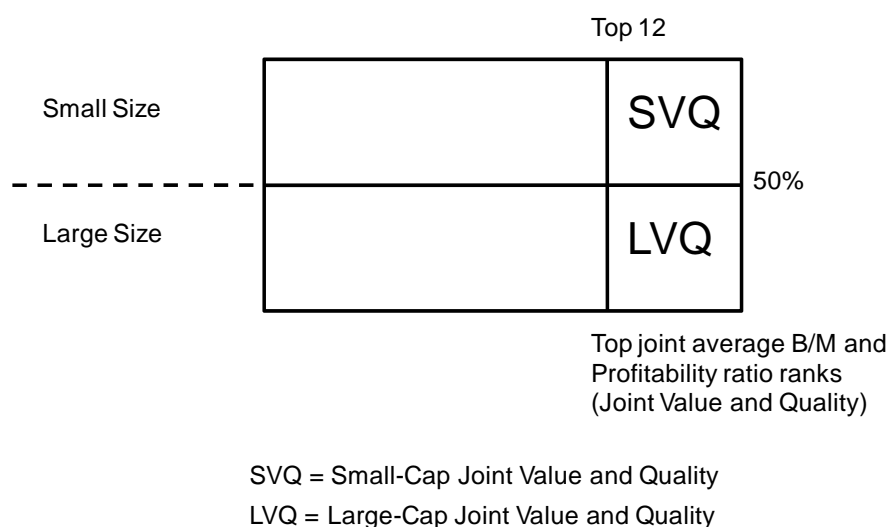 Top 12
Small Size
SVQ
50%
Large Size
LVQ
Top joint average B/M and
Profitability ratio ranks
(Joint Value and Quality)
SVQ = Small-Cap Joint Value and Quality
LVQ = Large-Cap Joint Value and Quality